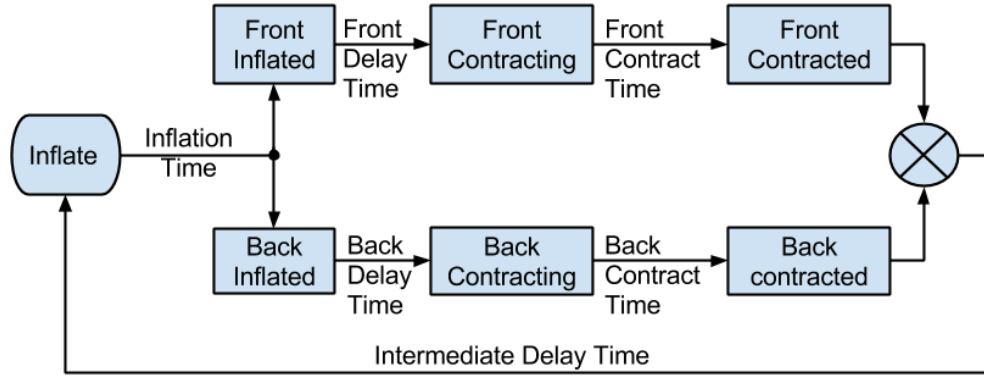 Front
Inflated
Front
Delay
Time
Front
Contracting
Front
Contract
Time
Front
Contracted
Inflate
Inflation
Time
Back
Inflated
Back
Delay
Time
Back
Contracting
Back
Contract
Time
Back
contracted
Intermediate Delay Time